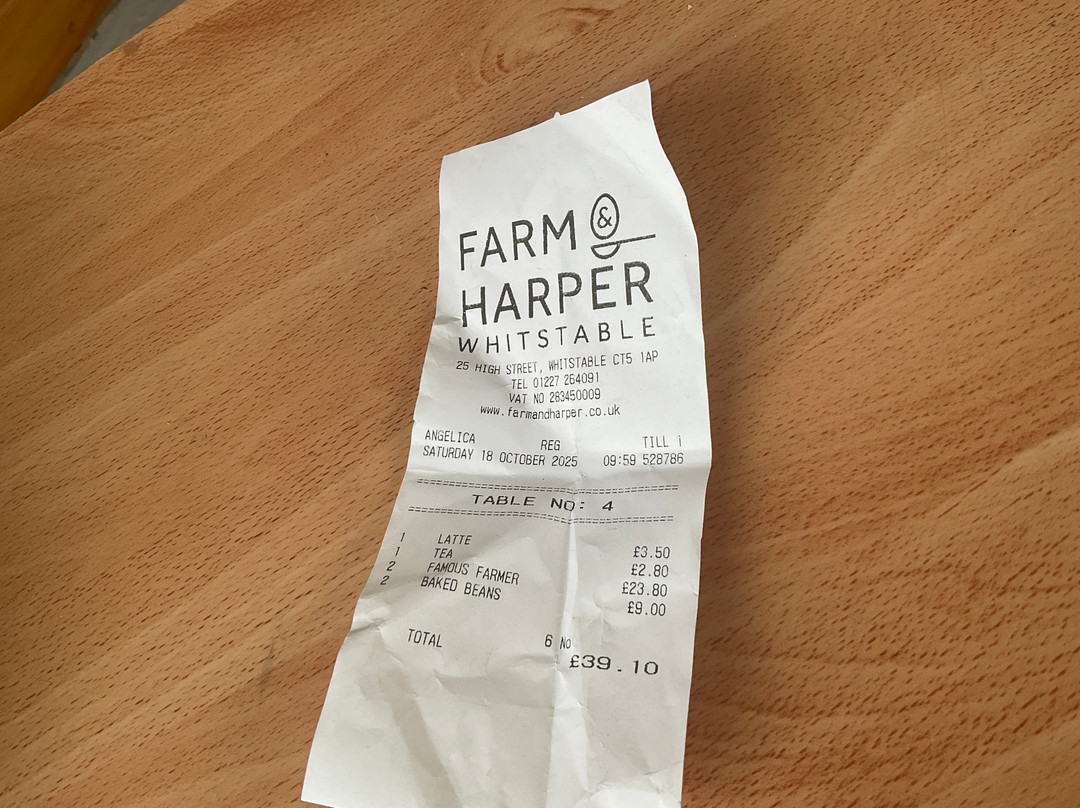 FARM &
HARPER
WHITSTABLE
25 HIGH STREET, WHITSTABLE CT5 1AP
TEL 01227 264091
VAT NO 283450009
www.farmandharper.co.uk
ANGELICA REG TILL 1
SATURDAY 18 OCTOBER 2025 09:59 528786
TABLE NO: 4
1 LATTE £3.50
1 TEA £2.80
2 FAMOUS FARMER £23.80
2 BAKED BEANS £9.00
TOTAL 6 No
£39.10